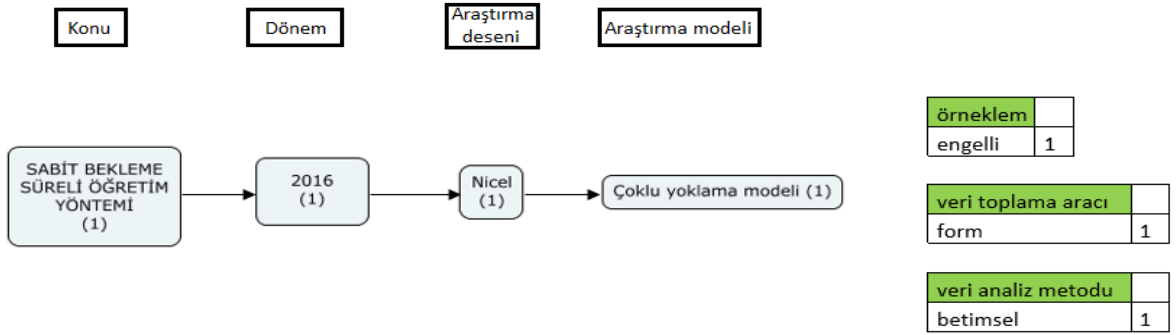 Konu
Dönem
Araştırma
deseni
Araştırma modeli
SABİT BEKLEME
SÜRELİ ÖĞRETİM
YÖNTEMİ
(1)
2016
(1)
Nicel
(1)
Çoklu yoklama modeli (1)
örneklem
engelli 1
veri toplama aracı
form 1
veri analiz metodu
betimsel 1